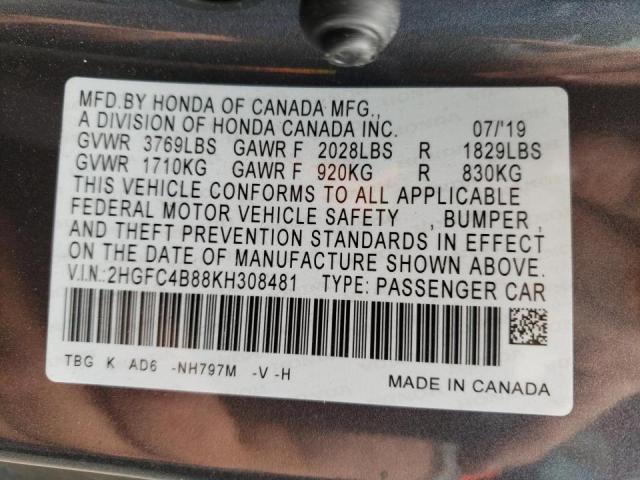 MFD.BY HONDA OF CANADA MFG.,
A DIVISION OF HONDA CANADA INC. 07/'19
GVWR 3769LBS GAWR F 2028LBS R 1829LBS
GVWR 1710KG GAWR F 920KG R 830KG
THIS VEHICLE CONFORMS TO ALL APPLICABLE
FEDERAL MOTOR VEHICLE SAFETY , BUMPER ,
AND THEFT PREVENTION STANDARDS IN EFFECT
ON THE DATE OF MANUFACTURE SHOWN ABOVE.
V.I.N.:2HGFC4B88KH308481 TYPE: PASSENGER CAR
TBG K AD6 -NH797M -V -H
MADE IN CANADA